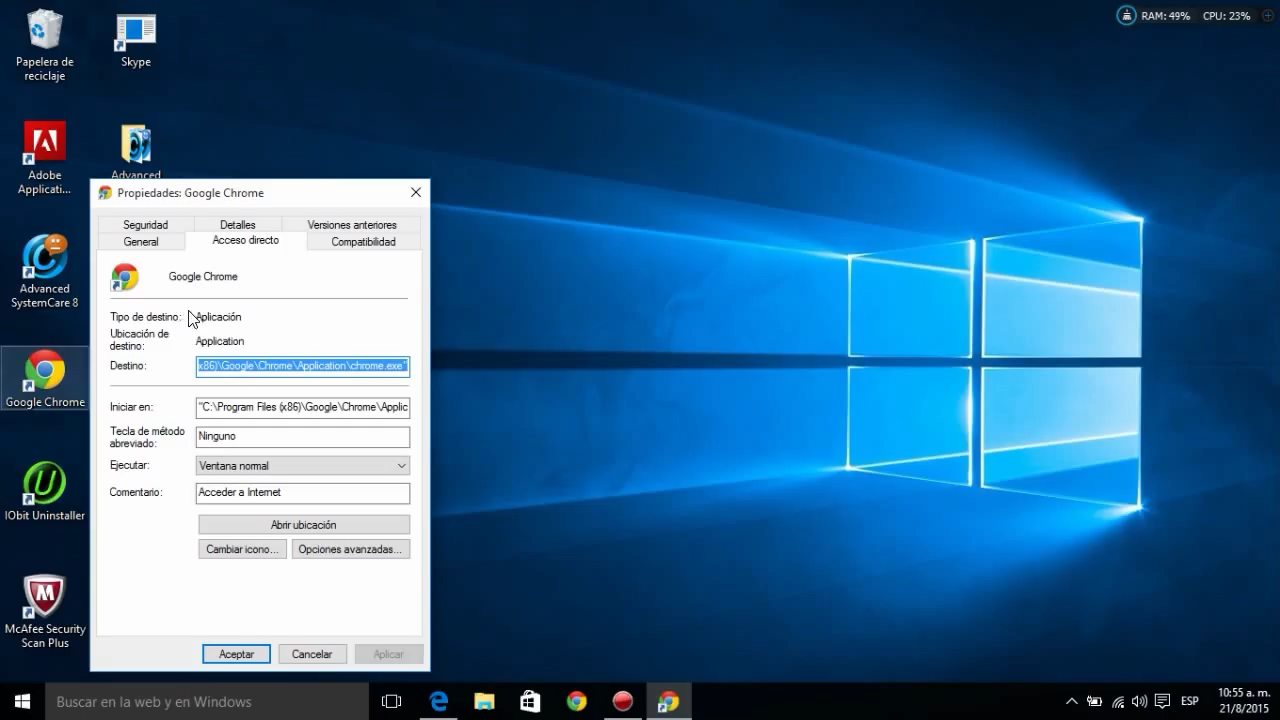 Papelera de
reciclaje
Skype
RAM: 49% CPU: 23%
Adobe
Applicati...
Advanced
Advanced
SystemCare 8
Google Chrome
IObit Uninstaller
McAfee Security
Scan Plus
Propiedades: Google Chrome
Seguridad Detalles Versiones anteriores
General Acceso directo Compatibilidad
Google Chrome
Tipo de destino: Aplicación
Ubicación de
destino: Application
Destino: x86)\Google\Chrome\Application\chrome.exe"
Iniciar en: "C:\Program Files (x86)\Google\Chrome\Applic
Tecla de método
abreviado: Ninguno
Ejecutar: Ventana normal
Comentario: Acceder a Internet
Abrir ubicación
Cambiar icono... Opciones avanzadas...
Aceptar Cancelar Aplicar
Buscar en la web y en Windows
ESP
10:55 a. m.
21/8/2015